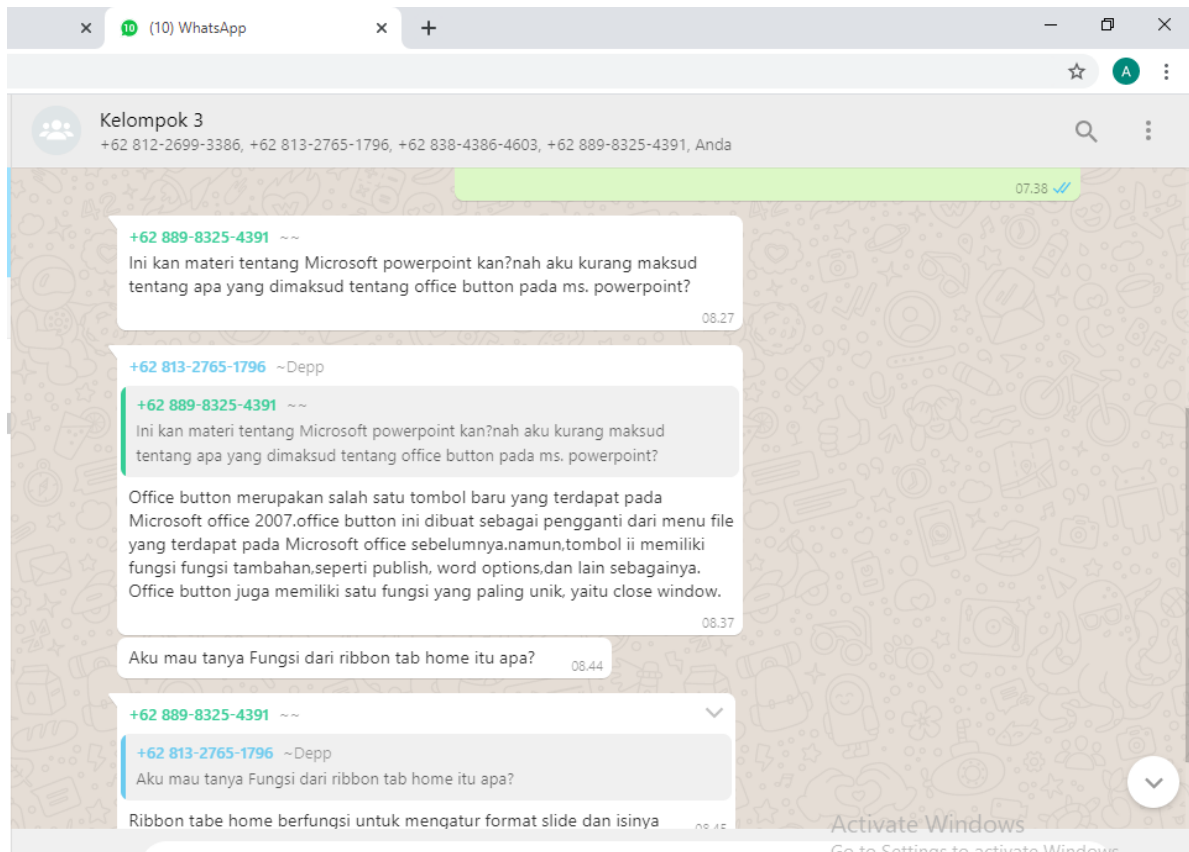 10 (10) WhatsApp
A
Kelompok 3
+62 812-2699-3386, +62 813-2765-1796, +62 838-4386-4603, +62 889-8325-4391, Anda
07.38
+62 889-8325-4391 ~~
Ini kan materi tentang Microsoft powerpoint kan?nah aku kurang maksud
tentang apa yang dimaksud tentang office button pada ms. powerpoint?
08.27
+62 813-2765-1796 ~Depp
+62 889-8325-4391 ~~
Ini kan materi tentang Microsoft powerpoint kan?nah aku kurang maksud
tentang apa yang dimaksud tentang office button pada ms. powerpoint?
Office button merupakan salah satu tombol baru yang terdapat pada
Microsoft office 2007.office button ini dibuat sebagai pengganti dari menu file
yang terdapat pada Microsoft office sebelumnya.namun,tombol ii memiliki
fungsi fungsi tambahan,seperti publish, word options,dan lain sebagainya.
Office button juga memiliki satu fungsi yang paling unik, yaitu close window.
08.37
Aku mau tanya Fungsi dari ribbon tab home itu apa? 08.44
+62 889-8325-4391 ~~
+62 813-2765-1796 ~Depp
Aku mau tanya Fungsi dari ribbon tab home itu apa?
Ribbon tabe home berfungsi untuk mengatur format slide dan isinya 08.45
Activate Windows
Go to Settings to activate Windows